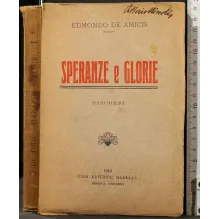 EDMONDO DE AMICIS
SPERANZE e GLORIE
DISCORSI
CASA EDITRICE MADELLA